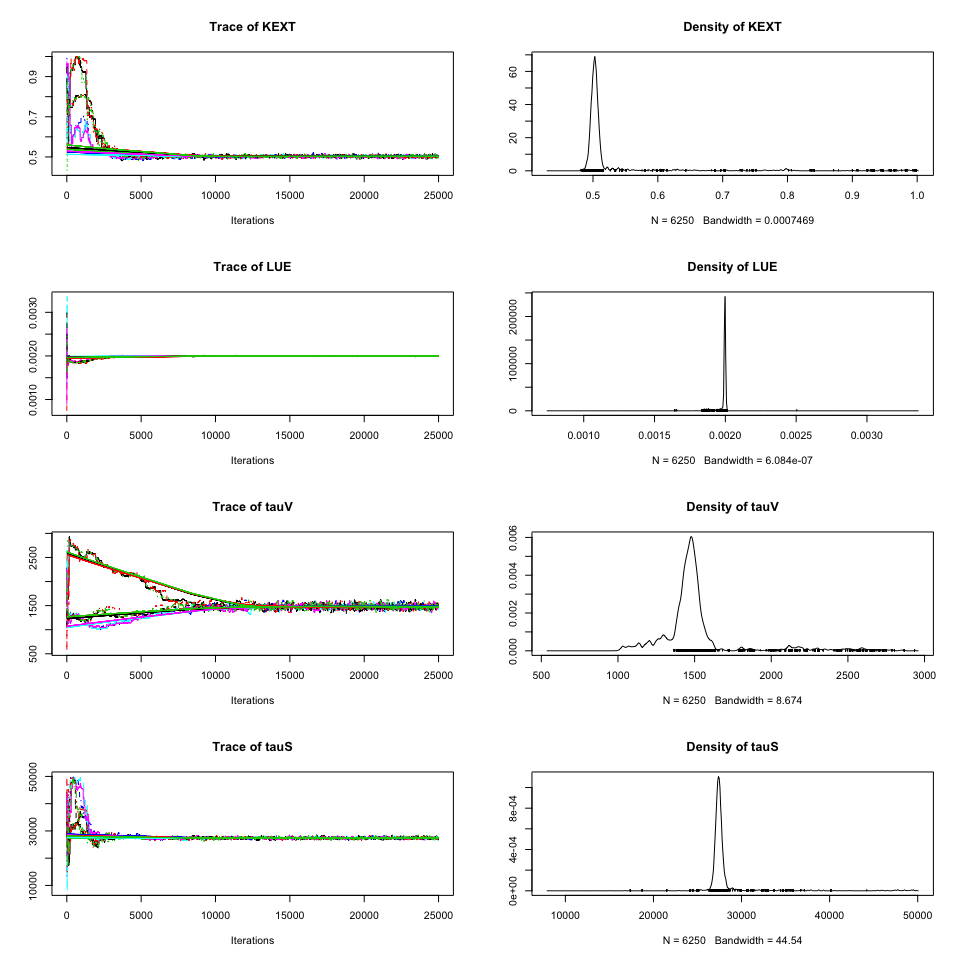 Trace of KEXT
0.5 0.7 0.9
0 5000 10000 15000 20000 25000
Iterations
Density of KEXT
0 20 40 60
0.5 0.6 0.7 0.8 0.9 1.0
N = 6250 Bandwidth = 0.0007469
Trace of LUE
0.0010 0.0020 0.0030
0 5000 10000 15000 20000 25000
Iterations
Density of LUE
0 100000 200000
0.0010 0.0015 0.0020 0.0025 0.0030
N = 6250 Bandwidth = 6.084e-07
Trace of tauV
500 1500 2500
0 5000 10000 15000 20000 25000
Iterations
Density of tauV
0.000 0.002 0.004 0.006
500 1000 1500 2000 2500 3000
N = 6250 Bandwidth = 8.674
Trace of tauS
10000 30000 50000
0 5000 10000 15000 20000 25000
Iterations
Density of tauS
0e+00 4e-04 8e-04
10000 20000 30000 40000 50000
N = 6250 Bandwidth = 44.54